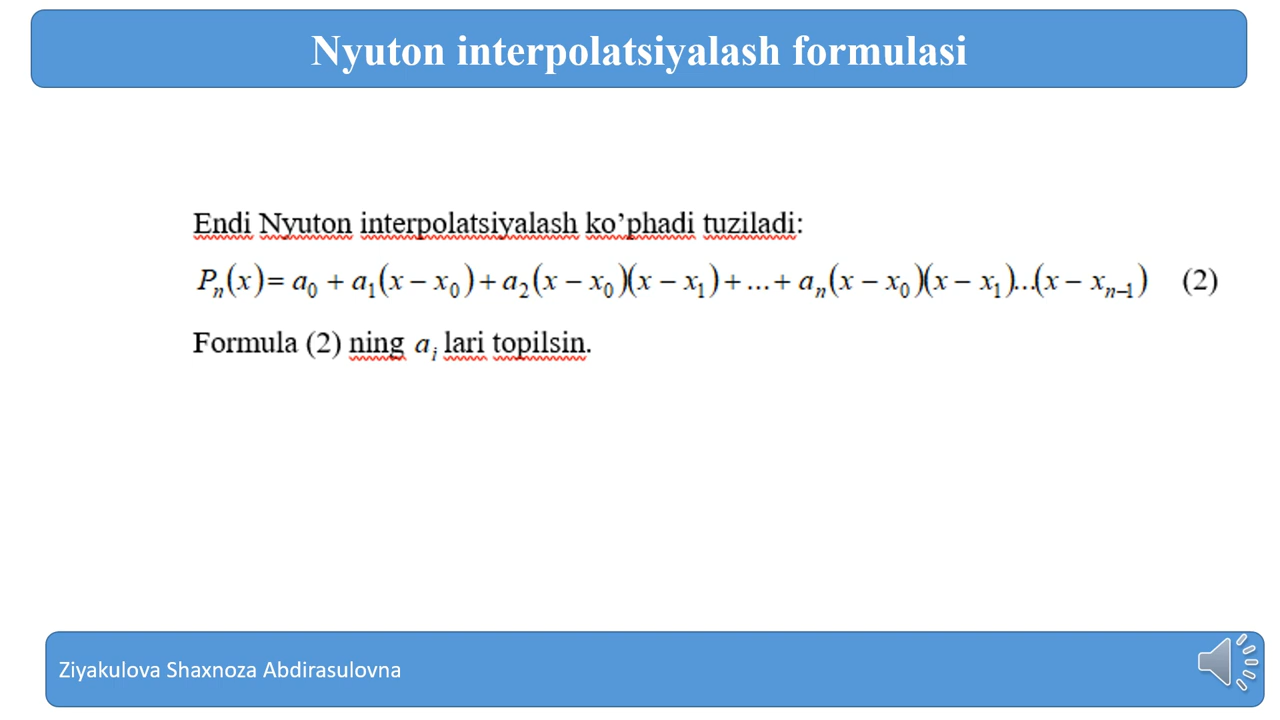 Nyuton interpolatsiyalash formulasi
Endi Nyuton interpolatsiyalash ko’phadi tuziladi:
Pₙ(x)= a₀ + a₁(x − x₀)+ a₂(x − x₀)(x − x₁)+...+ aₙ(x − x₀)(x − x₁)...(x − xₙ₋₁) (2)
Formula (2) ning aᵢ lari topilsin.
Ziyakulova Shaxnoza Abdirasulovna